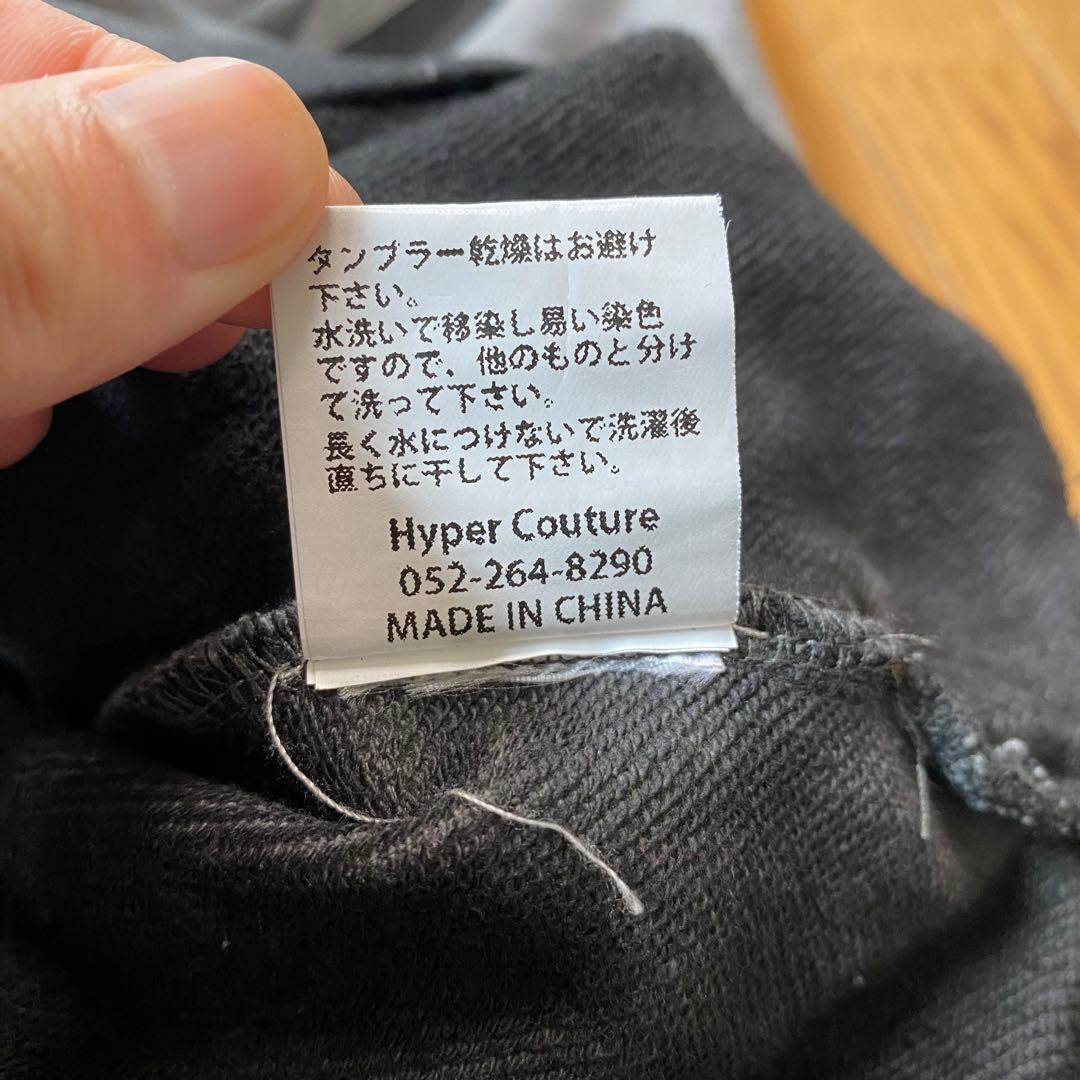 タンブラー乾燥はお避け
下さい。
水洗いで移染し易い染色
ですので、他のものと分け
て洗って下さい。
長く水につけないで洗濯後
直ちに干して下さい。
Hyper Couture
052-264-8290
MADE IN CHINA